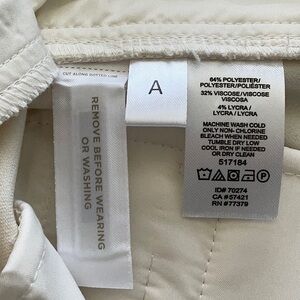 CUT ALONG DOTTED LINE
REMOVE BEFORE WEARING
OR WASHING
A
64% POLYESTER/
POLYESTER/POLIÉSTER
32% VISCOSE/VISCOSE
VISCOSA
4% LYCRA/
LYCRA / LYCRA
MACHINE WASH COLD
ONLY NON- CHLORINE
BLEACH WHEN NEEDED
TUMBLE DRY LOW
COOL IRON IF NEEDED
OR DRY CLEAN
517184
ID# 70274
CA # 57421
RN #77379